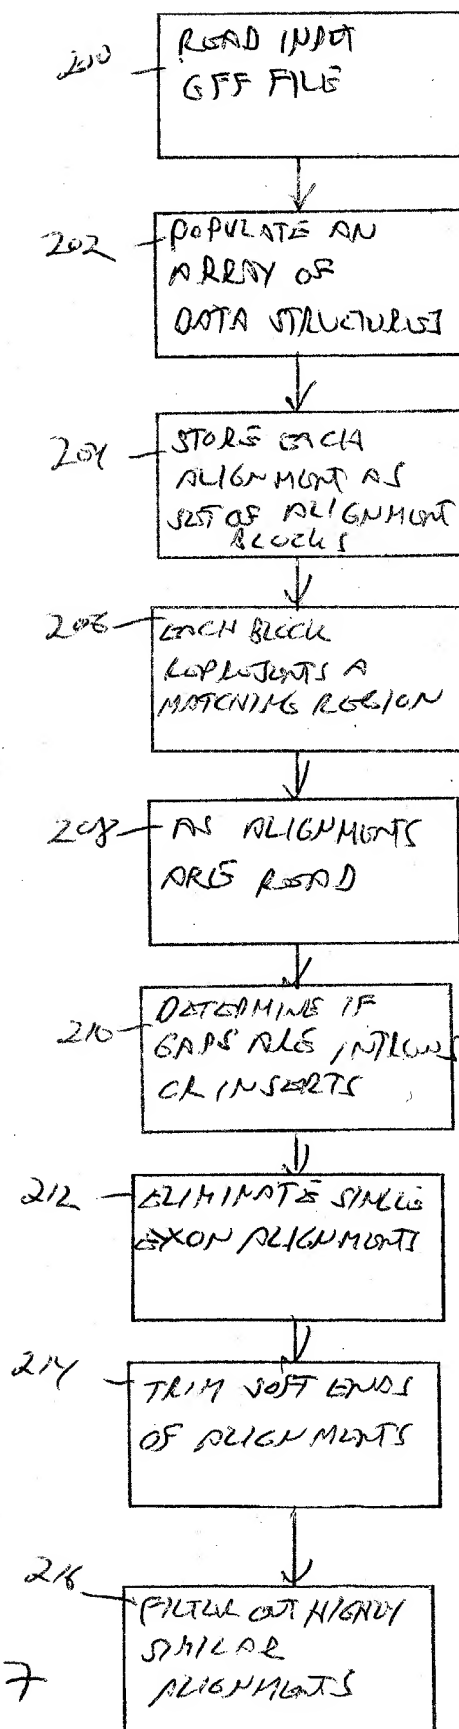 200
READ INPUT
GFF FILE
202
POPULATE AN
ARRAY OF
DATA STRUCTURES
204
STORE EACH
ALIGNMENT AS
SET OF ALIGNMENT
BLOCKS
206
EACH BLOCK
REPRESENTS A
MATCHING REGION
208
AS ALIGNMENTS
ARE READ
210
DETERMINE IF
GAPS ARE INTRONS
OR INSERTS
212
ELIMINATE SINGLE
EXON ALIGNMENTS
214
TRIM SOFT ENDS
OF ALIGNMENTS
216
FILTER OUT HIGHLY
SIMILAR
ALIGNMENTS
7